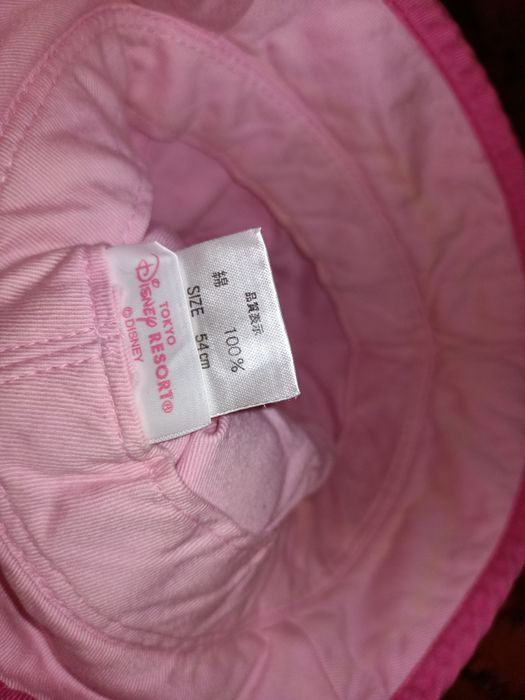 TOKYO
DISNEY RESORT®
©DISNEY
品質表示
綿 100%
SIZE 54cm